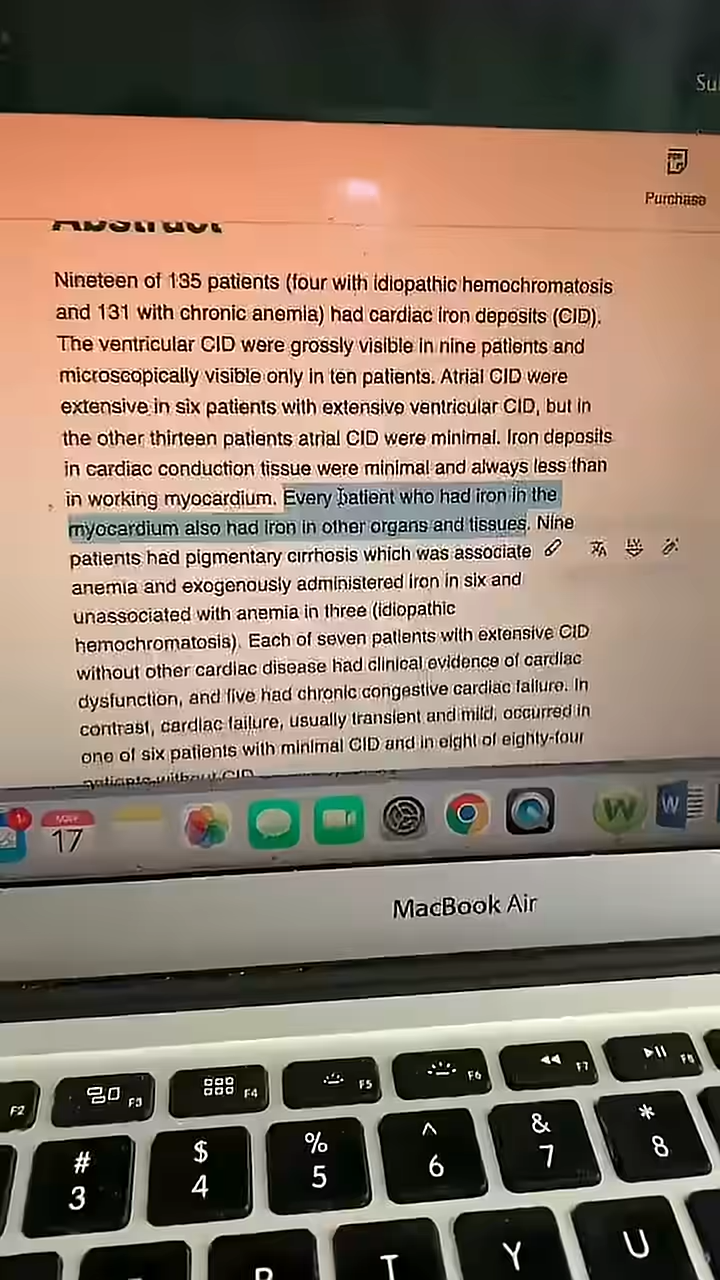 Su
Purchase
Abstract
Nineteen of 135 patients (four with idiopathic hemochromatosis
and 131 with chronic anemia) had cardiac iron deposits (CID).
The ventricular CID were grossly visible in nine patients and
microscopically visible only in ten patients. Atrial CID were
extensive in six patients with extensive ventricular CID, but in
the other thirteen patients atrial CID were minimal. Iron deposits
in cardiac conduction tissue were minimal and always less than
in working myocardium. Every patient who had iron in the
myocardium also had iron in other organs and tissues. Nine
patients had pigmentary cirrhosis which was associate
anemia and exogenously administered iron in six and
unassociated with anemia in three (idiopathic
hemochromatosis). Each of seven patients with extensive CID
without other cardiac disease had clinical evidence of cardiac
dysfunction, and five had chronic congestive cardiac failure. In
contrast, cardiac failure, usually transient and mild, occurred in
one of six patients with minimal CID and in eight of eighty-four
patients without CID
1
17
W
W
MacBook Air
F2 F3 F4 F5 F6 F7 F8
# $ % ^ & *
3 4 5 6 7 8
R T Y U